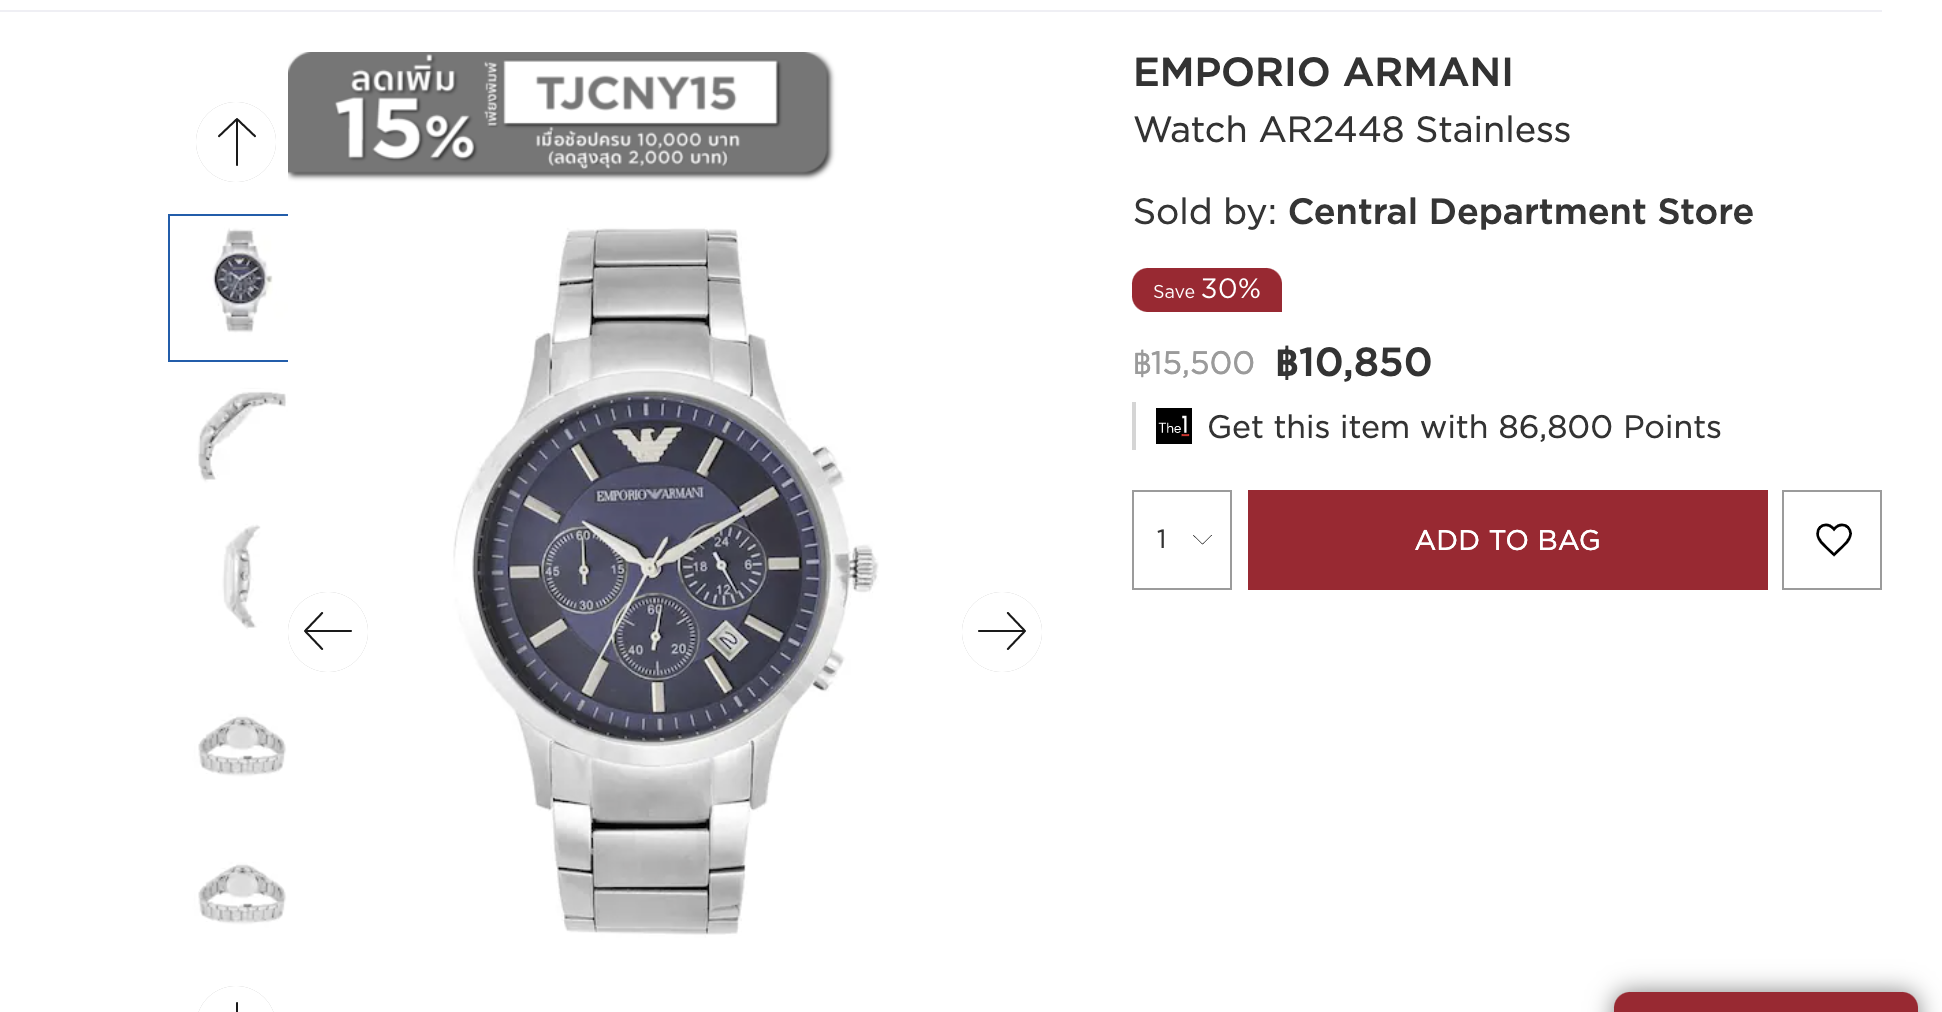 ลดเพิ่ม
15%
เพียงพิมพ์
TJCNY15
เมื่อช้อปครบ 10,000 บาท
(ลดสูงสุด 2,000 บาท)
EMPORIO ARMANI
Watch AR2448 Stainless
Sold by: Central Department Store
Save 30%
฿15,500 ฿10,850
The1 Get this item with 86,800 Points
1
ADD TO BAG
EMPORIO ARMANI
60
45 15
30
24
18 6
12
60
40 20
2